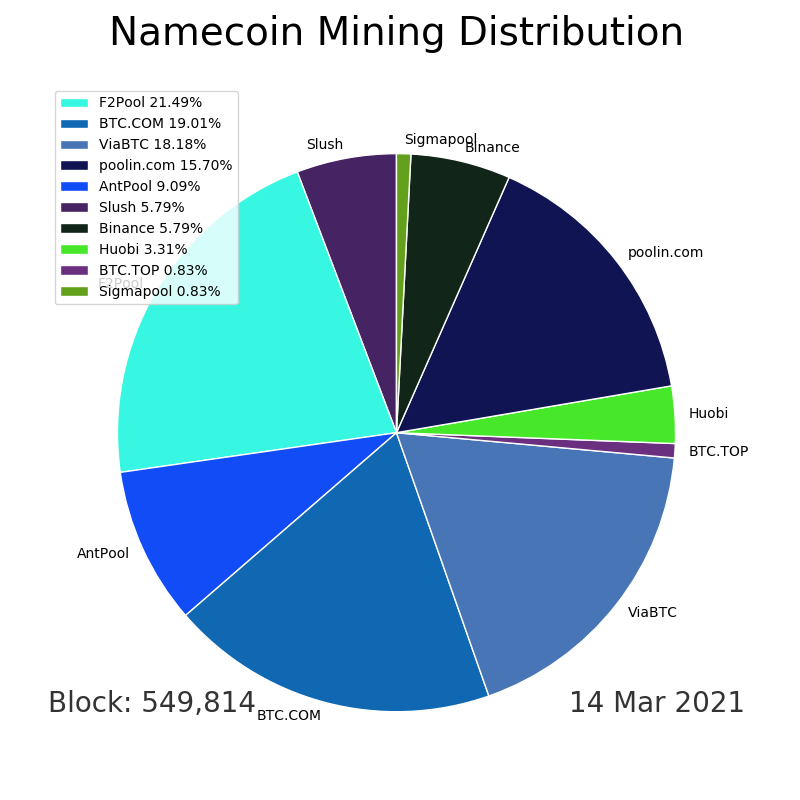 Namecoin Mining Distribution
F2Pool 21.49%
BTC.COM 19.01%
ViaBTC 18.18%
poolin.com 15.70%
AntPool 9.09%
Slush 5.79%
Binance 5.79%
Huobi 3.31%
BTC.TOP 0.83%
Sigmapool 0.83%
Slush
Sigmapool
Binance
poolin.com
F2Pool
Huobi
BTC.TOP
AntPool
ViaBTC
Block: 549,814
BTC.COM
14 Mar 2021